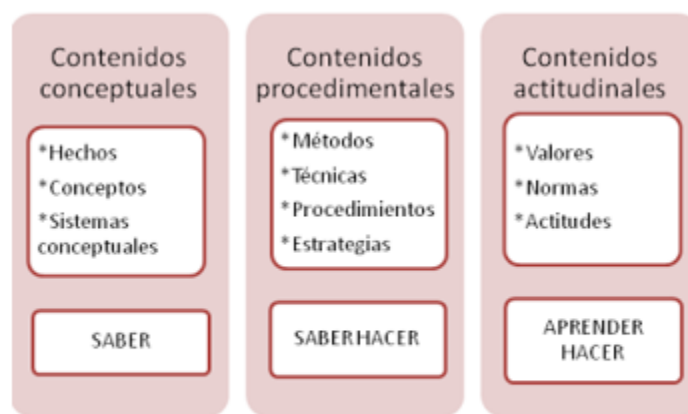 Contenidos
conceptuales
*Hechos
*Conceptos
*Sistemas
conceptuales
SABER
Contenidos
procedimentales
*Métodos
*Técnicas
*Procedimientos
*Estrategias
SABER HACER
Contenidos
actitudinales
*Valores
*Normas
*Actitudes
APRENDER
HACER